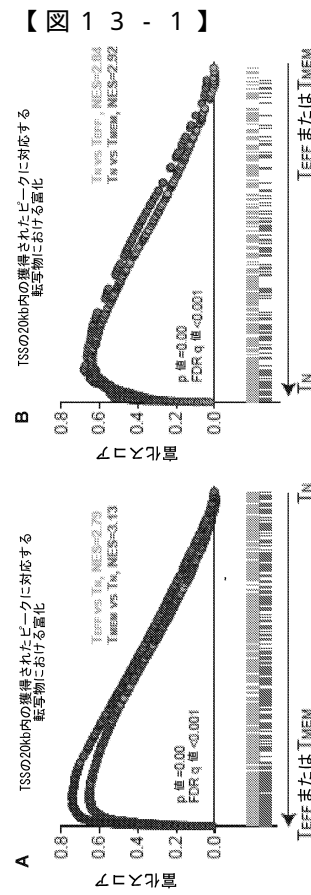 【図13-1】
A
TSSの20kb内の獲得されたピークに対応する
転写物における富化
TEFF VS TN, NES=2.79
TMEM VS TN, NES=3.13
富化スコア
0.8
0.6
0.4
0.2
0.0
p 値=0.00
FDR q 値<0.001
TEFF または TMEM
TN
B
TSSの20kb内の獲得されたピークに対応する
転写物における富化
TN VS TEFF, NES=2.84
TN VS TMEM, NES=2.92
富化スコア
0.8
0.6
0.4
0.2
0.0
p 値=0.00
FDR q 値<0.001
TN
TEFF または TMEM